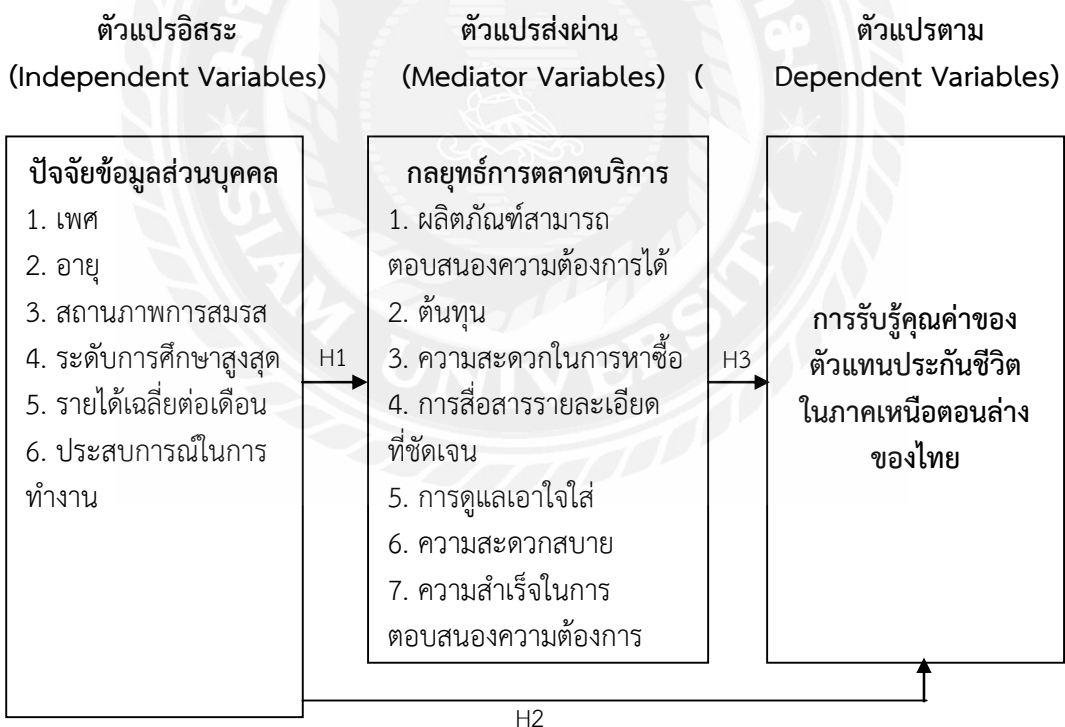 ตัวแปรอิสระ
(Independent Variables)
ตัวแปรส่งผ่าน
(Mediator Variables) (
ตัวแปรตาม
Dependent Variables)
ปัจจัยข้อมูลส่วนบุคคล
1. เพศ
2. อายุ
3. สถานภาพการสมรส
4. ระดับการศึกษาสูงสุด
5. รายได้เฉลี่ยต่อเดือน
6. ประสบการณ์ในการ
ทำงาน
H1
กลยุทธ์การตลาดบริการ
1. ผลิตภัณฑ์สามารถ
ตอบสนองความต้องการได้
2. ต้นทุน
3. ความสะดวกในการหาซื้อ
4. การสื่อสารรายละเอียด
ที่ชัดเจน
5. การดูแลเอาใจใส่
6. ความสะดวกสบาย
7. ความสำเร็จในการ
ตอบสนองความต้องการ
H3
การรับรู้คุณค่าของ
ตัวแทนประกันชีวิต
ในภาคเหนือตอนล่าง
ของไทย
H2
SIAM UNIVERSITY